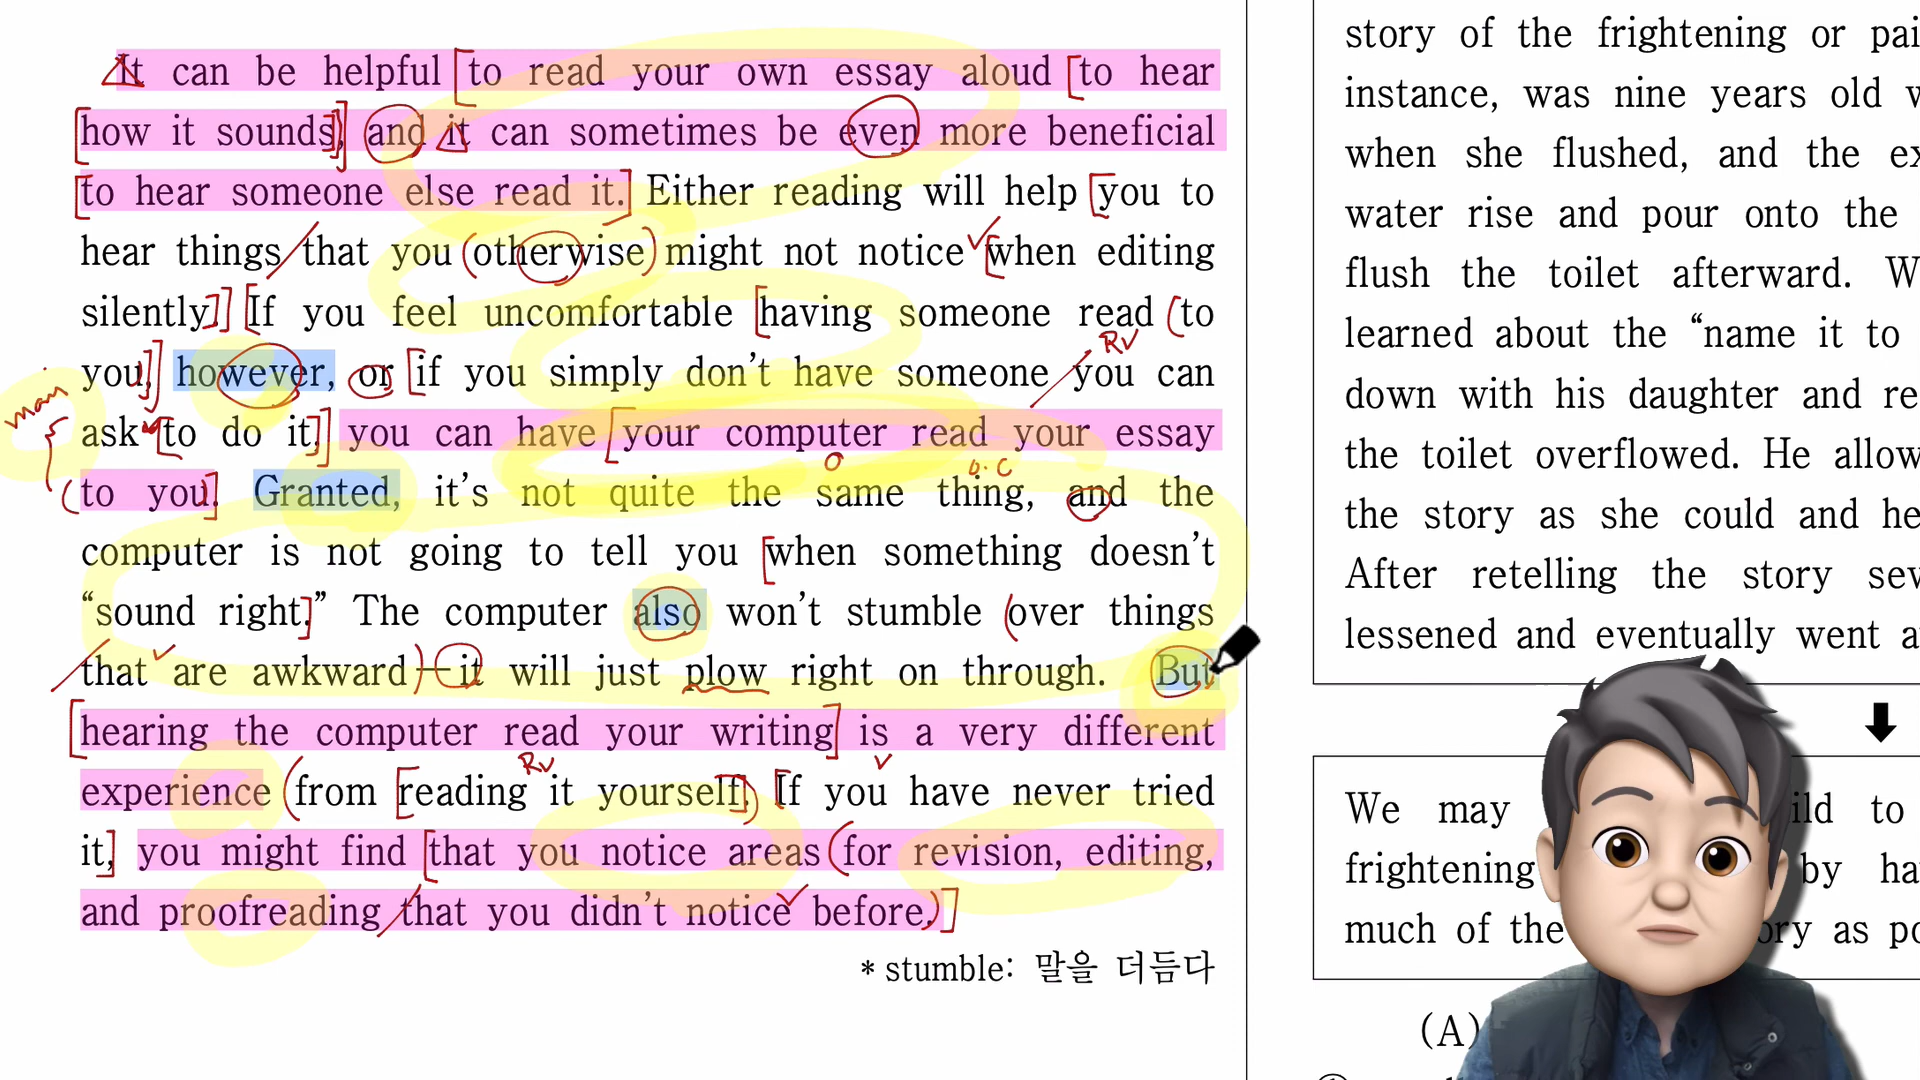 It can be helpful to read your own essay aloud to hear
how it sounds, and it can sometimes be even more beneficial
to hear someone else read it. Either reading will help you to
hear things that you otherwise might not notice when editing
silently. If you feel uncomfortable having someone read to
Rv
you, however, or if you simply don't have someone you can
main
ask to do it, you can have your computer read your essay
O
O.C
to you. Granted, it's not quite the same thing, and the
computer is not going to tell you when something doesn't
“sound right.” The computer also won't stumble over things
that are awkward—it will just plow right on through. But
hearing the computer read your writing is a very different
Rv
experience from reading it yourself. If you have never tried
it, you might find that you notice areas for revision, editing,
and proofreading that you didn't notice before.
* stumble: 말을 더듬다
story of the frightening or pai
instance, was nine years old
when she flushed, and the ex
water rise and pour onto the
flush the toilet afterward. W
learned about the “name it to
down with his daughter and re
the toilet overflowed. He allow
the story as she could and he
After retelling the story sev
lessened and eventually went a
We may ild to
frightening by ha
much of the ory as po
(A)